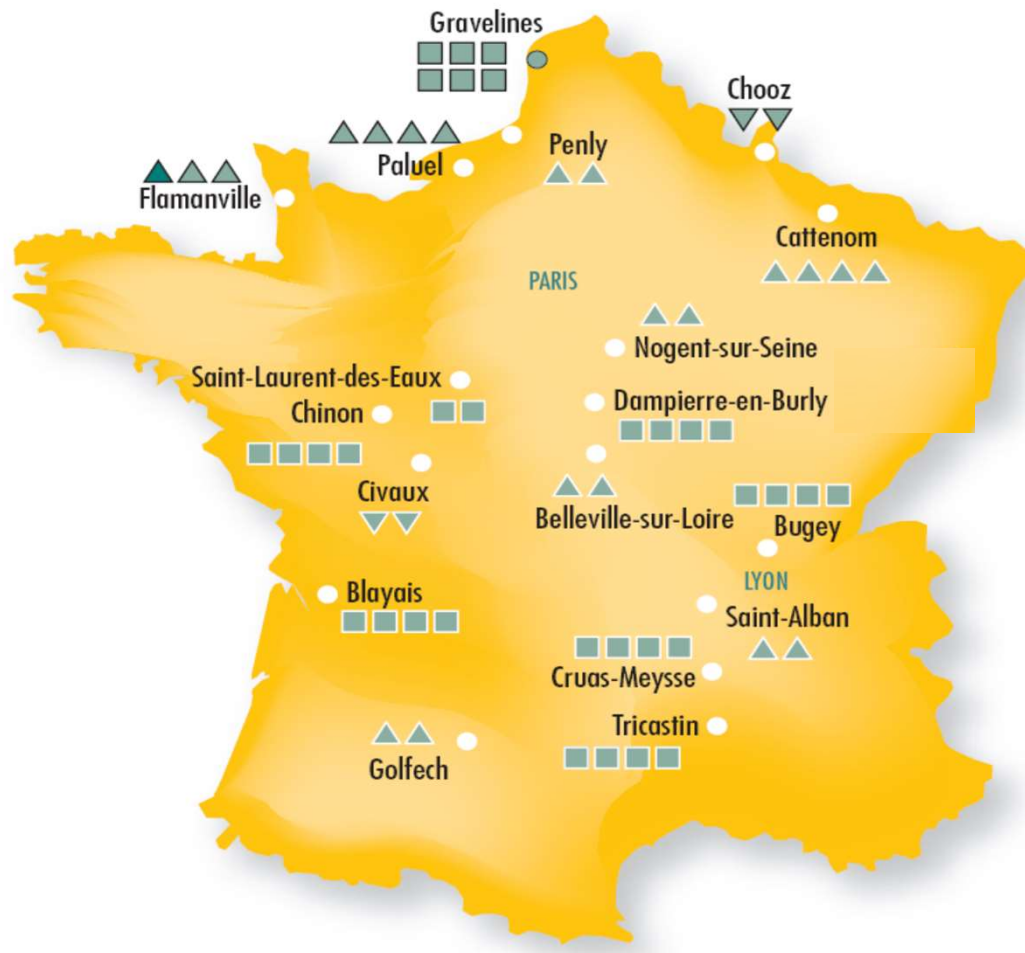 Gravelines
Chooz
Penly
Paluel
Flamanville
Cattenom
PARIS
Nogent-sur-Seine
Saint-Laurent-des-Eaux
Dampierre-en-Burly
Chinon
Civaux
Belleville-sur-Loire
Bugey
LYON
Blayais
Saint-Alban
Cruas-Meysse
Tricastin
Golfech